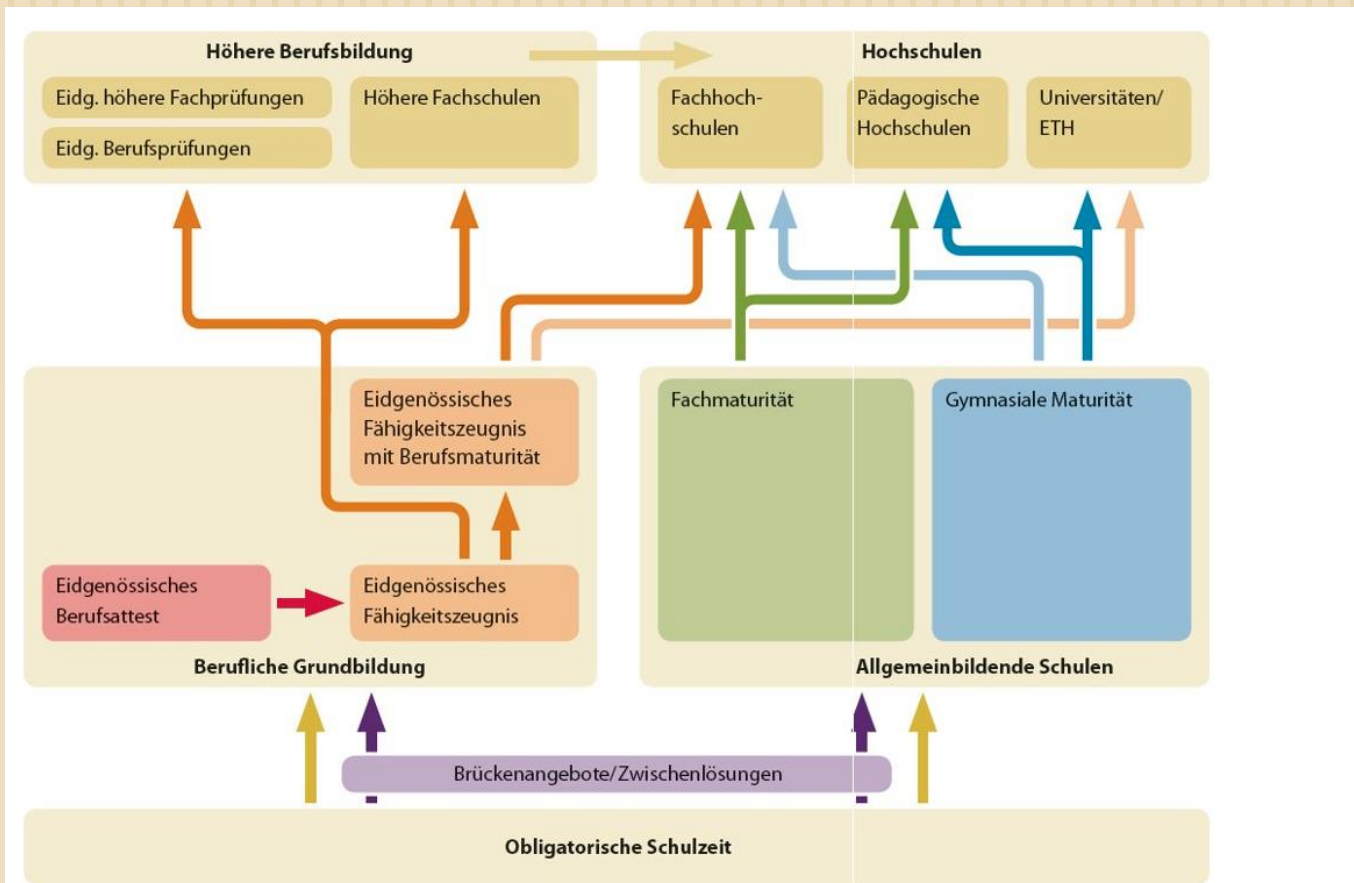 Höhere Berufsbildung
Eidg. höhere Fachprüfungen
Eidg. Berufsprüfungen
Höhere Fachschulen
Hochschulen
Fachhoch-
schulen
Pädagogische
Hochschulen
Universitäten/
ETH
Eidgenössisches
Fähigkeitszeugnis
mit Berufsmaturität
Eidgenössisches
Berufsattest
Eidgenössisches
Fähigkeitszeugnis
Berufliche Grundbildung
Fachmaturität
Gymnasiale Maturität
Allgemeinbildende Schulen
Brückenangebote/Zwischenlösungen
Obligatorische Schulzeit